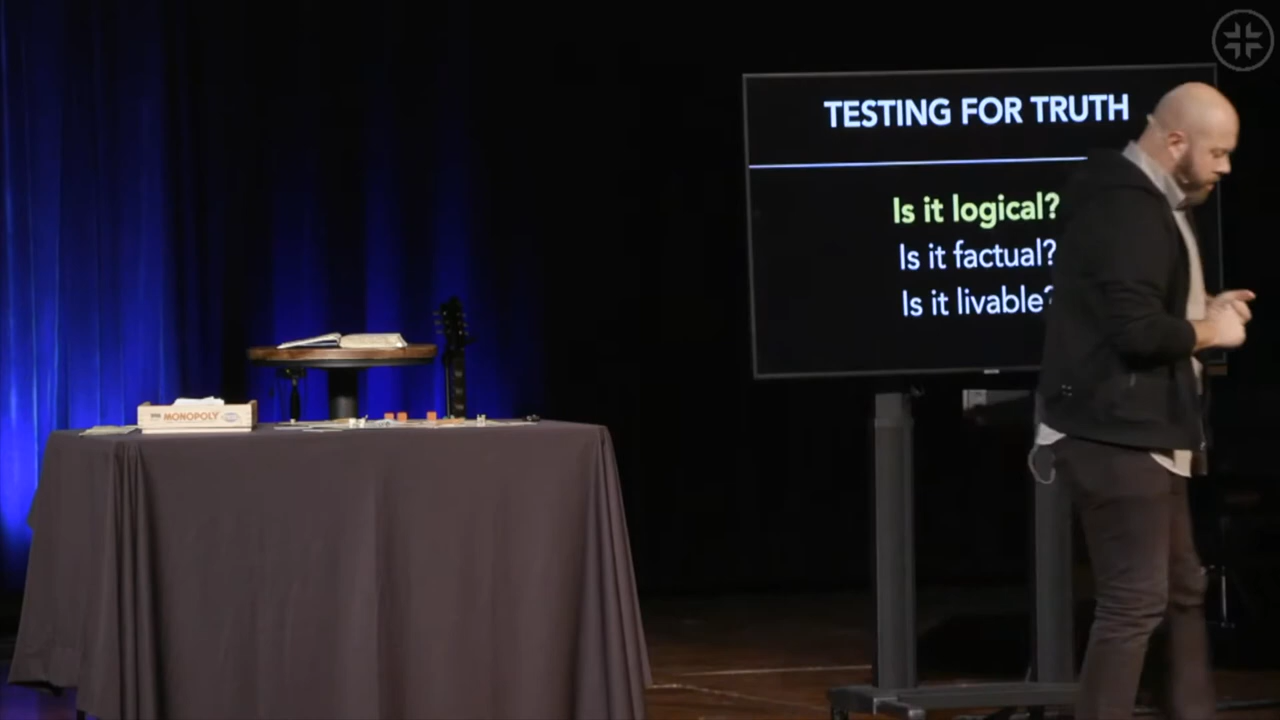 TESTING FOR TRUTH
Is it logical?
Is it factual?
Is it livable?
MONOPOLY